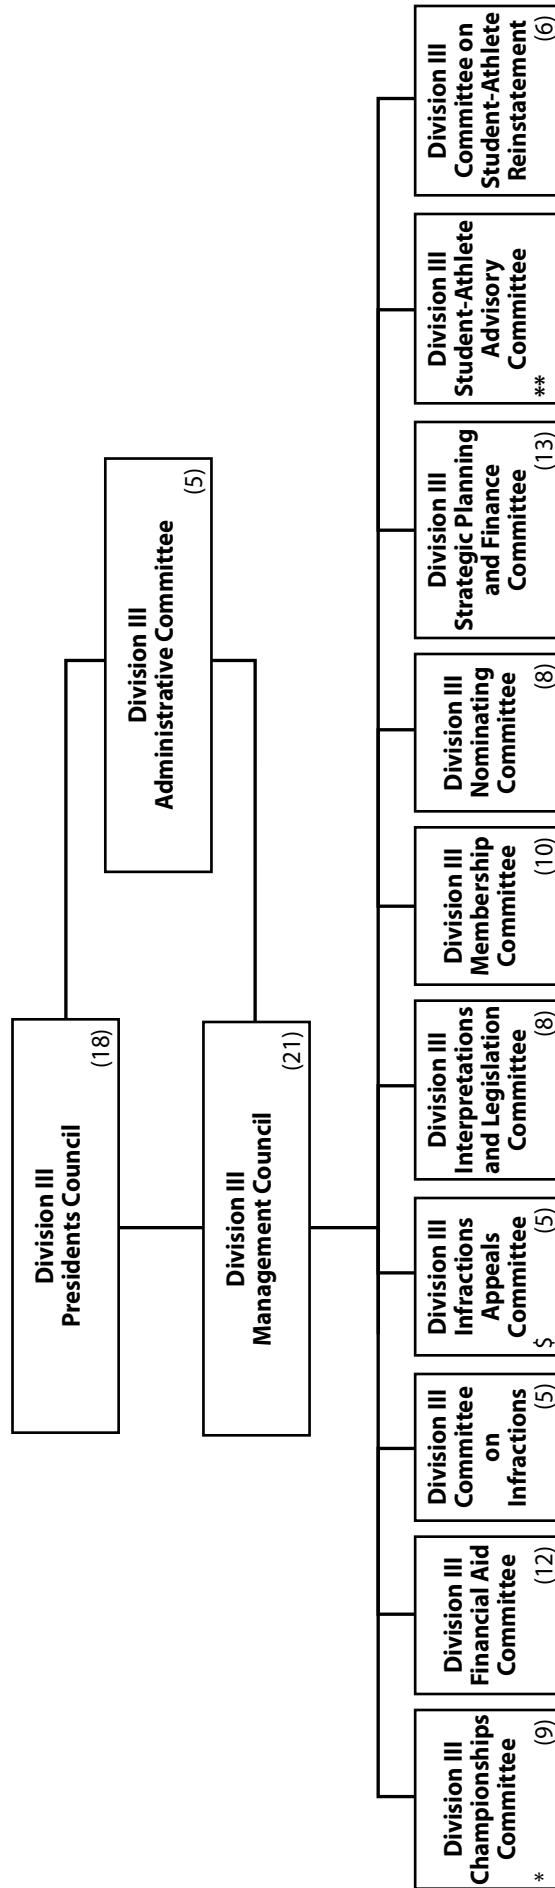 Division III
Presidents Council
(18)
Division III
Administrative Committee
(5)
Division III
Management Council
(21)
Division III
Championships
Committee
* (9)
Division III
Financial Aid
Committee
(12)
Division III
Committee
on
Infractions
(5)
Division III
Infractions
Appeals
Committee
$ (5)
Division III
Interpretations
and Legislation
Committee
(8)
Division III
Membership
Committee
(10)
Division III
Nominating
Committee
(8)
Division III
Strategic Planning
and Finance
Committee
(13)
Division III
Student-Athlete
Advisory
Committee
**
Division III
Committee on
Student-Athlete
Reinstatement
(6)